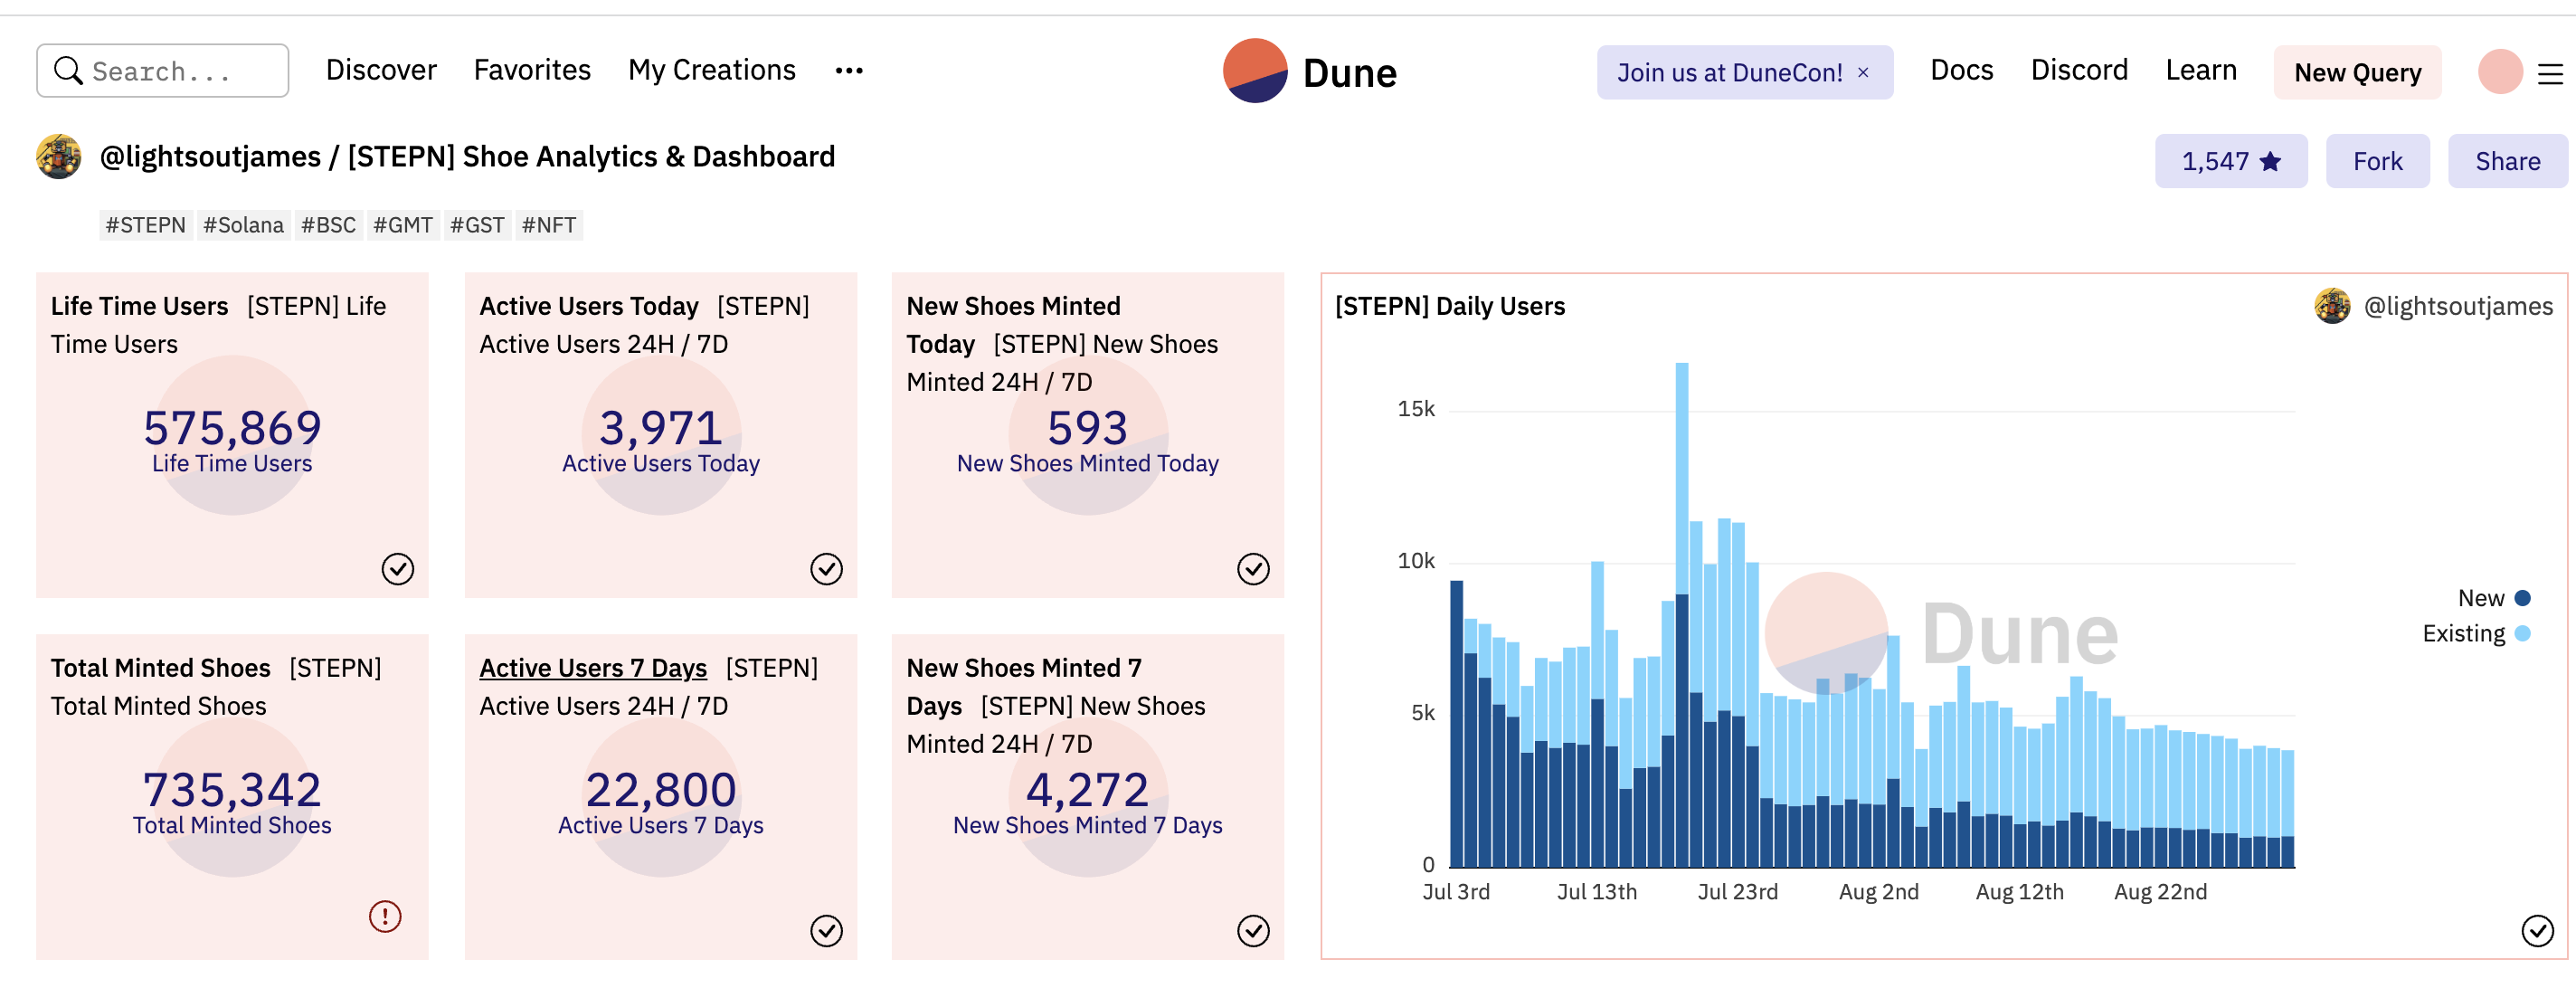 Search...
Discover
Favorites
My Creations
•••
Dune
Join us at DuneCon! ×
Docs
Discord
Learn
New Query
@lightsoutjames / [STEPN] Shoe Analytics & Dashboard
1,547
Fork
Share
#STEPN #Solana #BSC #GMT #GST #NFT
Life Time Users [STEPN] Life
Time Users
575,869
Life Time Users
Active Users Today [STEPN]
Active Users 24H / 7D
3,971
Active Users Today
New Shoes Minted
Today [STEPN] New Shoes
Minted 24H / 7D
593
New Shoes Minted Today
Total Minted Shoes [STEPN]
Total Minted Shoes
735,342
Total Minted Shoes
Active Users 7 Days [STEPN]
Active Users 24H / 7D
22,800
Active Users 7 Days
New Shoes Minted 7
Days [STEPN] New Shoes
Minted 24H / 7D
4,272
New Shoes Minted 7 Days
[STEPN] Daily Users
@lightsoutjames
15k
10k
5k
0
Jul 3rd
Jul 13th
Jul 23rd
Aug 2nd
Aug 12th
Aug 22nd
Dune
New
Existing